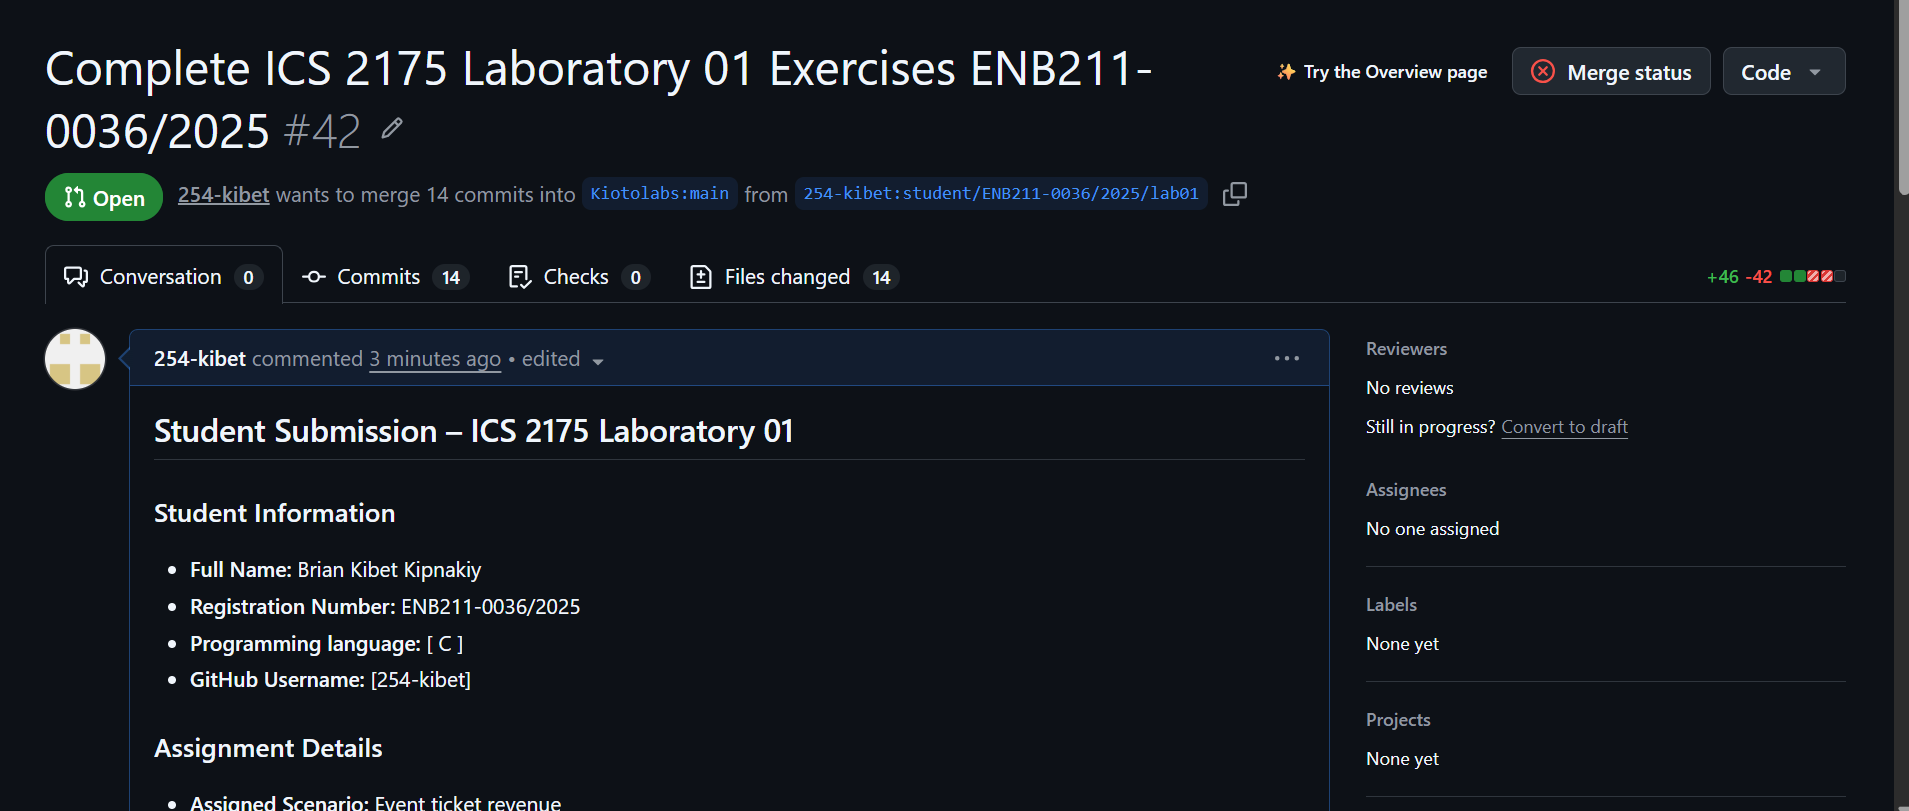 Complete ICS 2175 Laboratory 01 Exercises ENB211-
0036/2025 #42
Try the Overview page
Merge status
Code
Open
254-kibet wants to merge 14 commits into Kiotolabs:main from 254-kibet:student/ENB211-0036/2025/lab01
Conversation 0
Commits 14
Checks 0
Files changed 14
+46 -42
254-kibet commented 3 minutes ago • edited
Student Submission – ICS 2175 Laboratory 01
Student Information
• Full Name: Brian Kibet Kipnakiy
• Registration Number: ENB211-0036/2025
• Programming language: [ C ]
• GitHub Username: [254-kibet]
Assignment Details
• Assigned Scenario: Event ticket revenue
Reviewers
No reviews
Still in progress? Convert to draft
Assignees
No one assigned
Labels
None yet
Projects
None yet